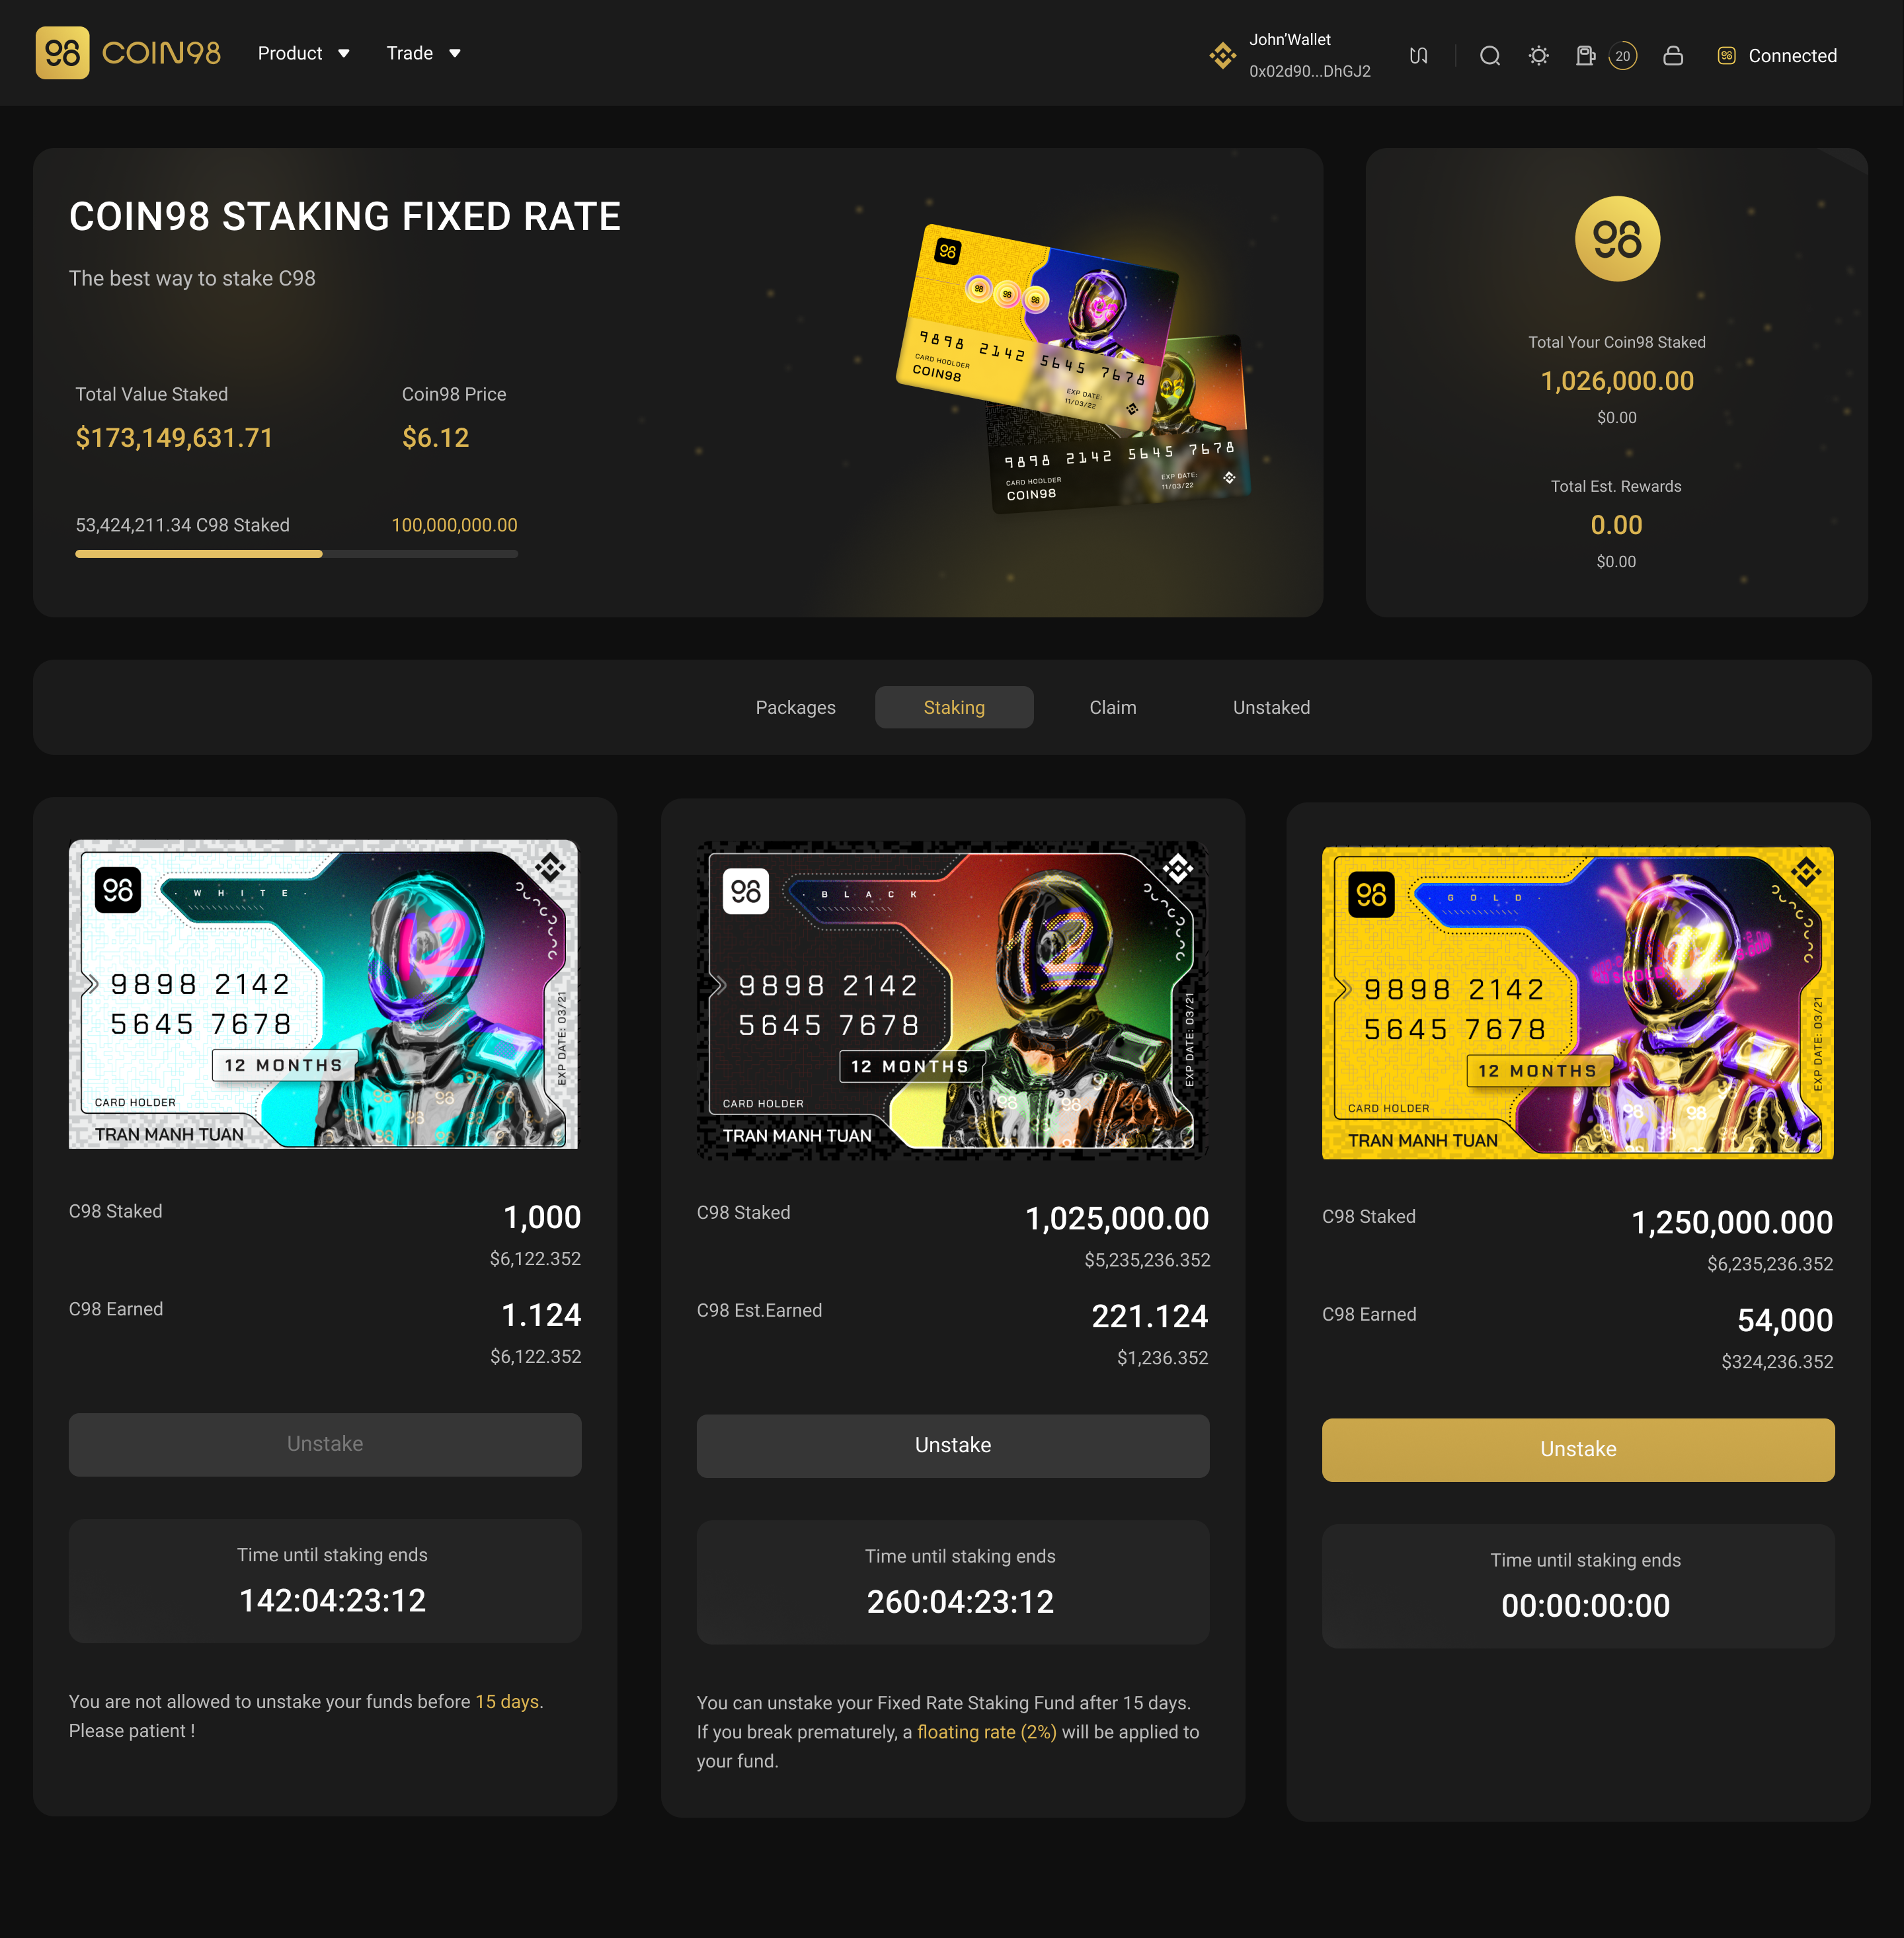 98 COIN98 Product Trade John'Wallet 20 Connected
0x02d90...DhGJ2
COIN98 STAKING FIXED RATE
The best way to stake C98
Total Value Staked Coin98 Price
$173,149,631.71 $6.12
53,424,211.34 C98 Staked 100,000,000.00
98
98 98 98
9898 2142 5645 7678
CARD HOOLDER
COIN98
EXP DATE:
11/03/22
9898 2142 5645 7678
CARD HODLDER
COIN98
EXP DATE:
11/03/22
98
Total Your Coin98 Staked
1,026,000.00
$0.00
Total Est. Rewards
0.00
$0.00
Packages Staking Claim Unstaked
98 WHITE
9898 2142
5645 7678
12 MONTHS
EXP DATE: 03/21
CARD HOLDER
TRAN MANH TUAN
C98 Staked 1,000
$6,122.352
C98 Earned 1.124
$6,122.352
Unstake
Time until staking ends
142:04:23:12
You are not allowed to unstake your funds before 15 days.
Please patient !
98 BLACK
9898 2142
5645 7678
12 MONTHS
EXP DATE: 03/21
CARD HOLDER
TRAN MANH TUAN
C98 Staked 1,025,000.00
$5,235,236.352
C98 Est.Earned 221.124
$1,236.352
Unstake
Time until staking ends
260:04:23:12
You can unstake your Fixed Rate Staking Fund after 15 days.
If you break prematurely, a floating rate (2%) will be applied to
your fund.
98 GOLD
9898 2142
5645 7678
12 MONTHS
EXP DATE: 03/21
CARD HOLDER
TRAN MANH TUAN
C98 Staked 1,250,000.000
$6,235,236.352
C98 Earned 54,000
$324,236.352
Unstake
Time until staking ends
00:00:00:00